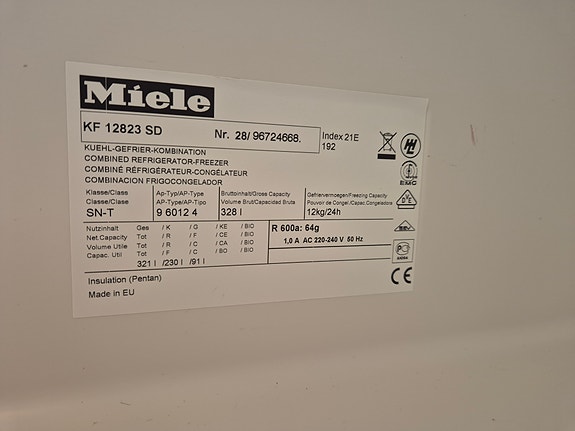 Miele
KF 12823 SD
Nr. 28/ 96724668.
Index 21E
192
KUEHL-GEFRIER-KOMBINATION
COMBINED REFRIGERATOR-FREEZER
COMBINÉ RÉFRIGÉRATEUR-CONGÉLATEUR
COMBINACION FRIGOCONGELADOR
Klasse/Class Ap-Typ/AP-Type Bruttoinhalt/Gross Capacity Gefriervermoegen/Freezing Capacity
Classe/Clase AP-Type/AP-Tipo Volume Brut/Capacidad Bruta Pouvoir de Congel./Capac.Congelador
SN-T 9 6012 4 328 l 12kg/24h
Nutzinhalt Ges / K / G / KE / BIO
Net.Capacity Tot / R / F / CE / BIO
Volume Utile Tot / R / C / CA / BIO
Capac. Util Tot / F / C / BO / BIO
321 l /230 l /91 l
R 600a: 64g
1.0 A AC 220-240 V 50 Hz
Insulation (Pentan)
Made in EU
EMC
CE